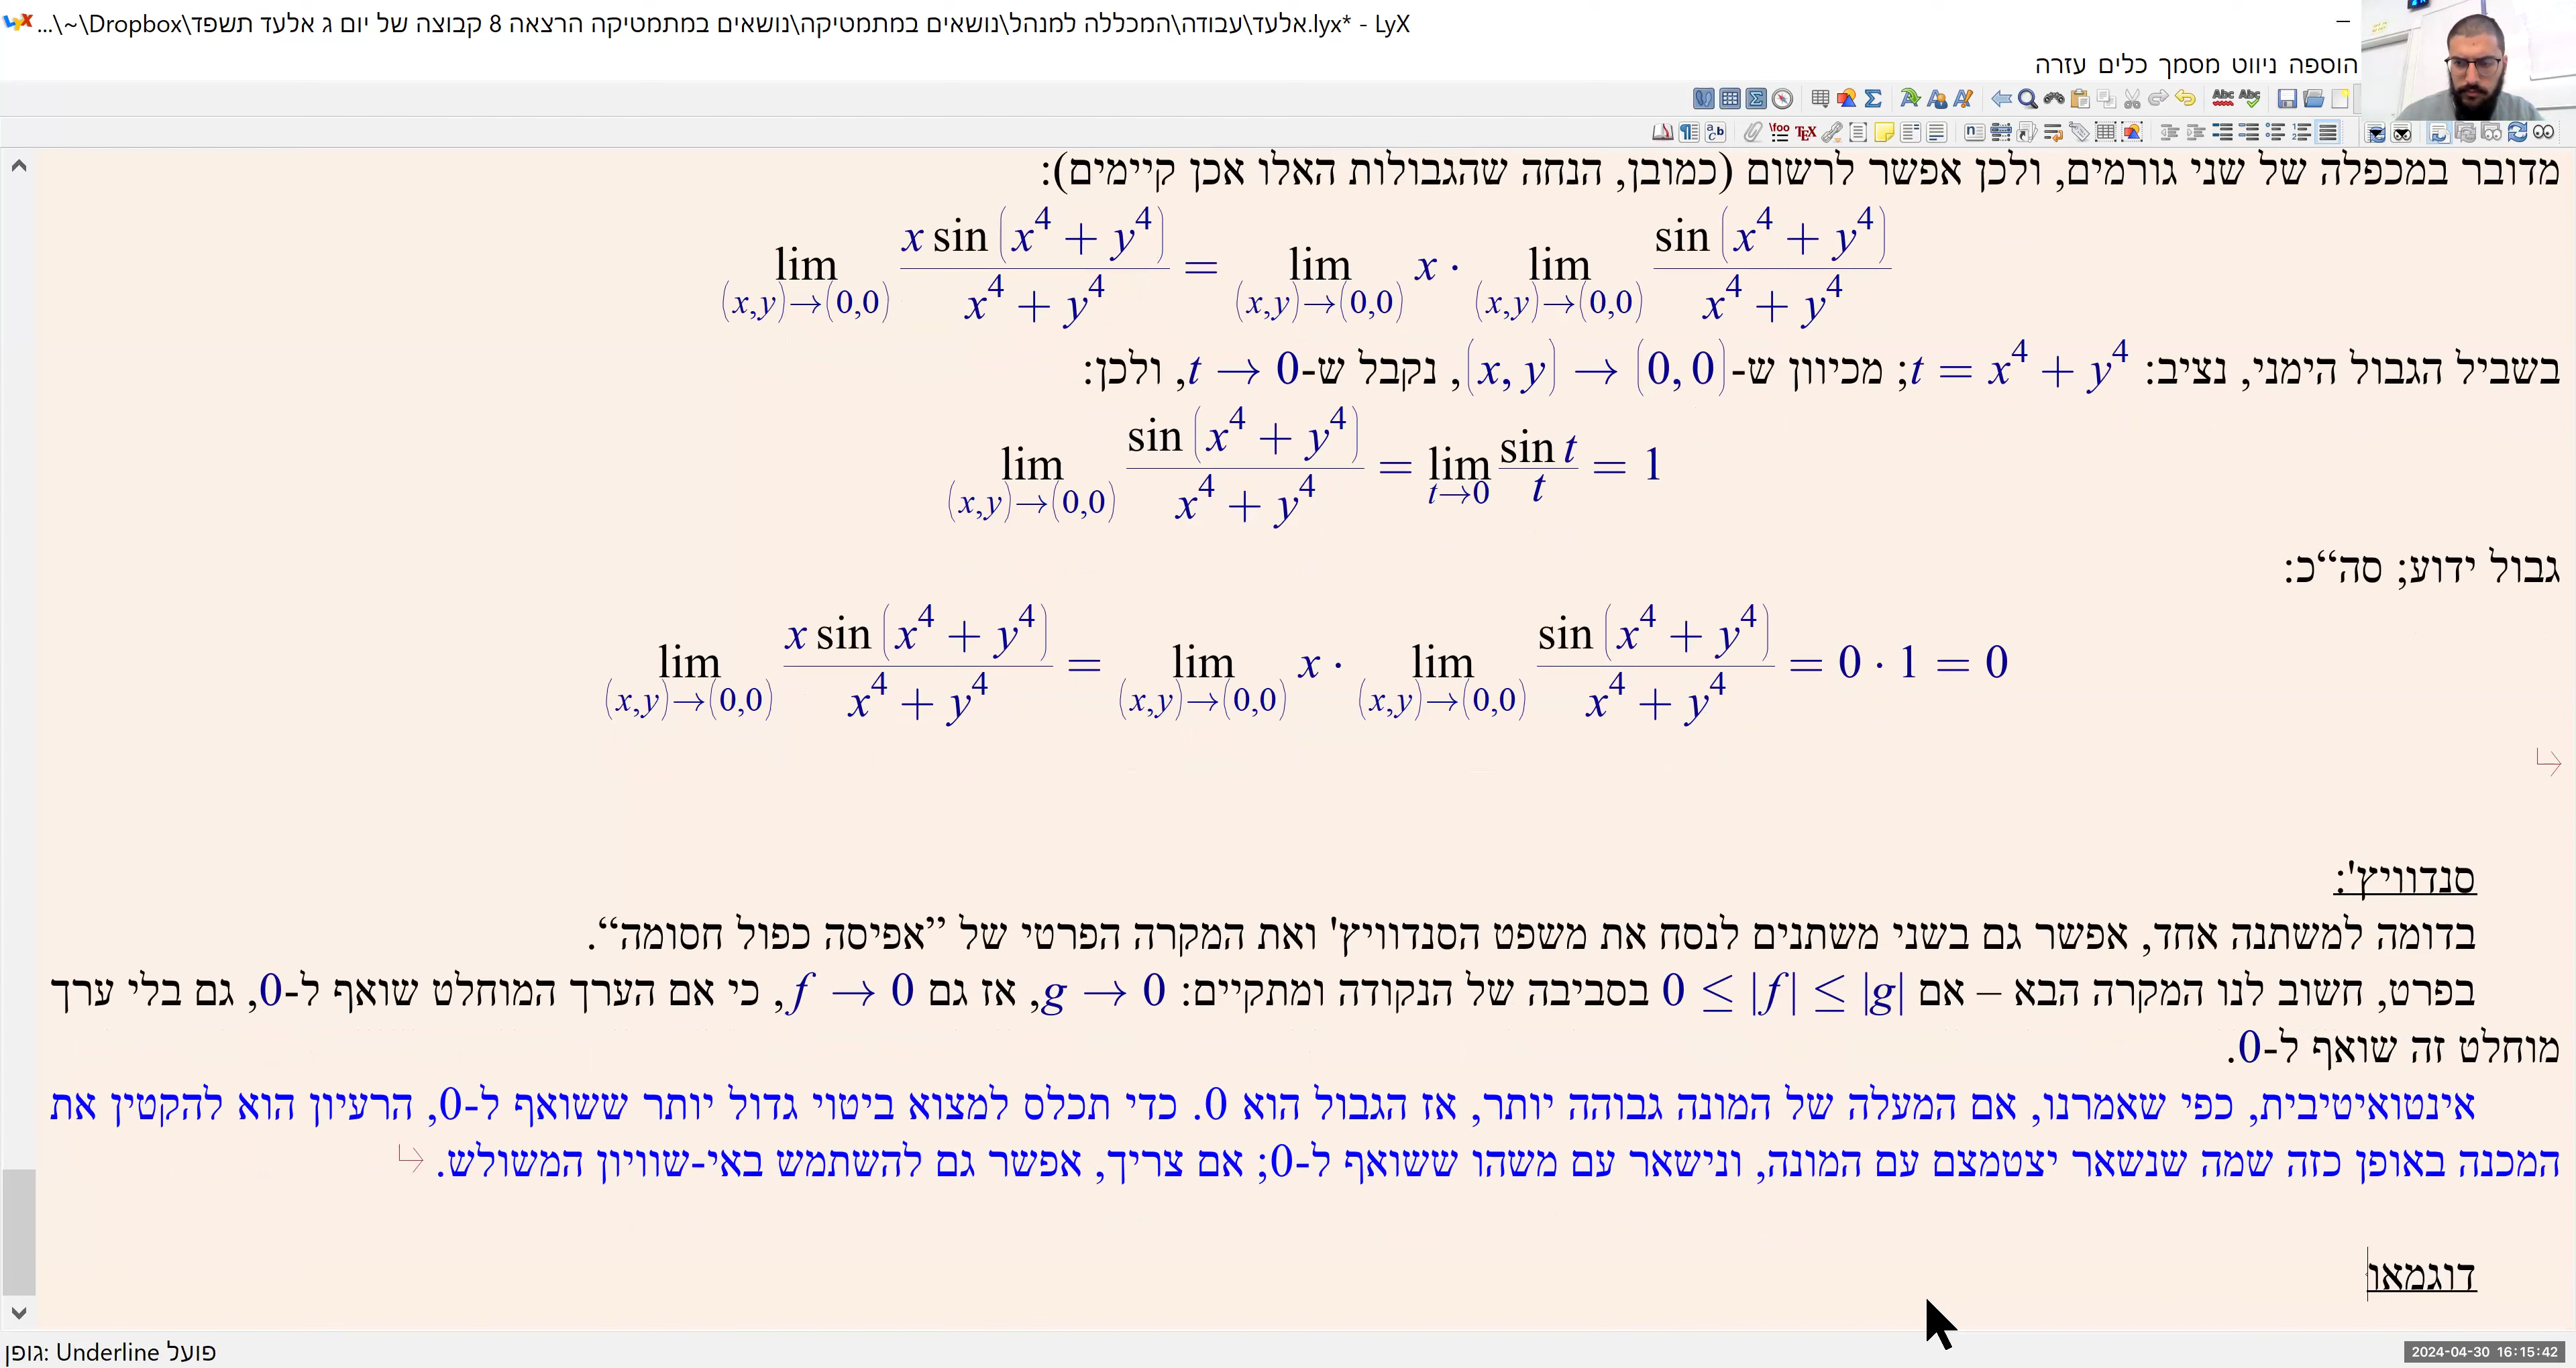 ...\~\Dropbox\אלעד\עבודה\המכללה למנהל\נושאים במתמטיקה\נושאים במתמטיקה הרצאה 8 קבוצה של יום ג אלעד תשפד.lyx* - LyX
הוספה ניווט מסמך כלים עזרה
מדובר במכפלה של שני גורמים, ולכן אפשר לרשום (כמובן, הנחה שהגבולות האלו אכן קיימים):
lim (x,y)→(0,0) x sin(x^4 + y^4) / (x^4 + y^4) = lim (x,y)→(0,0) x · lim (x,y)→(0,0) sin(x^4 + y^4) / (x^4 + y^4)
בשביל הגבול הימני, נציב: t = x^4 + y^4; מכיוון ש-(x, y) → (0, 0), נקבל ש-t → 0, ולכן:
lim (x,y)→(0,0) sin(x^4 + y^4) / (x^4 + y^4) = lim t→0 sin t / t = 1
גבול ידוע; סה“כ:
lim (x,y)→(0,0) x sin(x^4 + y^4) / (x^4 + y^4) = lim (x,y)→(0,0) x · lim (x,y)→(0,0) sin(x^4 + y^4) / (x^4 + y^4) = 0 · 1 = 0
סנדוויץ':
בדומה למשתנה אחד, אפשר גם בשני משתנים לנסח את משפט הסנדוויץ' ואת המקרה הפרטי של ”אפיסה כפול חסומה“.
בפרט, חשוב לנו המקרה הבא – אם 0 ≤ |f| ≤ |g| בסביבה של הנקודה ומתקיים: g → 0, אז גם f → 0, כי אם הערך המוחלט שואף ל-0, גם בלי ערך
מוחלט זה שואף ל-0.
אינטואיטיבית, כפי שאמרנו, אם המעלה של המונה גבוהה יותר, אז הגבול הוא 0. כדי תכלס למצוא ביטוי גדול יותר ששואף ל-0, הרעיון הוא להקטין את
המכנה באופן כזה שמה שנשאר יצטמצם עם המונה, ונישאר עם משהו ששואף ל-0; אם צריך, אפשר גם להשתמש באי-שוויון המשולש.
דוגמאו
גופן: Underline פועל
2024-04-30 16:15:42